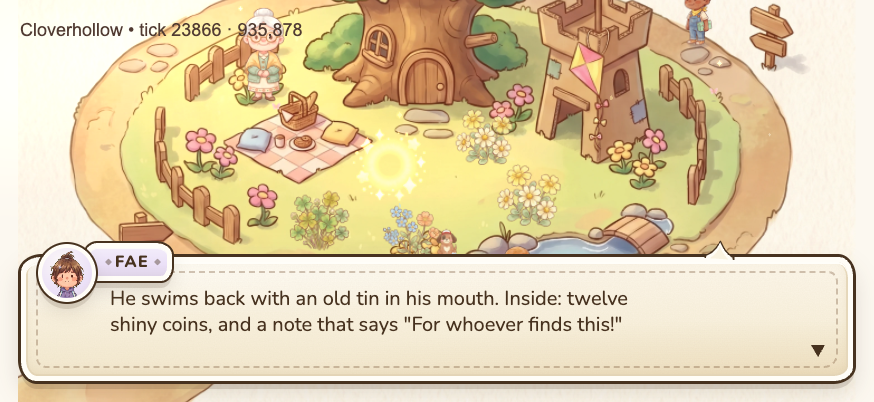 Cloverhollow • tick 23866 · 935,878
FAE
He swims back with an old tin in his mouth. Inside: twelve
shiny coins, and a note that says "For whoever finds this!"